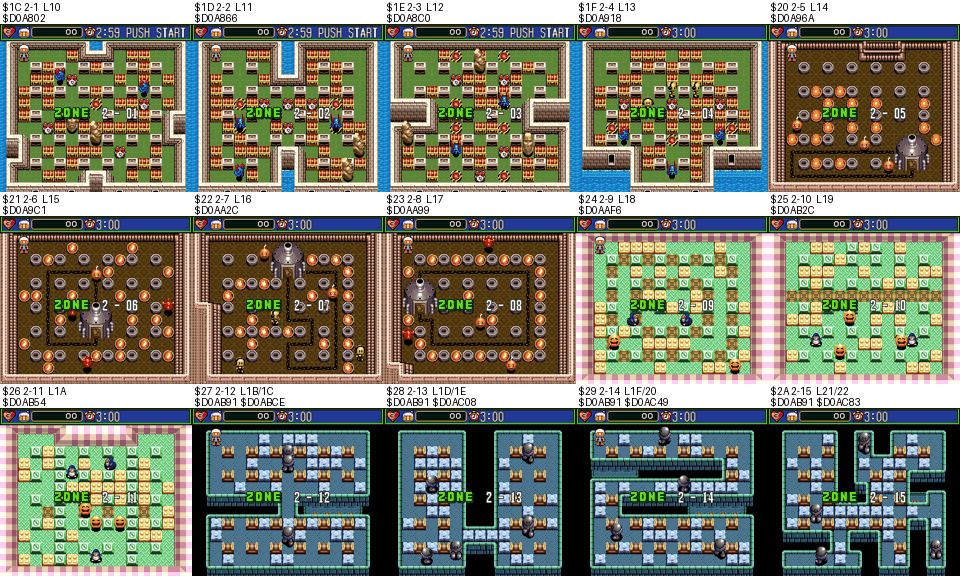 $1C 2-1 L10
$D0A802
$1D 2-2 L11
$D0A866
$1E 2-3 L12
$D0A8C0
$1F 2-4 L13
$D0A918
$20 2-5 L14
$D0A96A
00 2:59 PUSH START
00 2:59 PUSH START
00 2:59 PUSH START
00 3:00
00 3:00
ZONE 2 - 01
ZONE 2 - 02
ZONE 2 - 03
ZONE 2 - 04
ZONE 2 - 05
$21 2-6 L15
$D0A9C1
$22 2-7 L16
$D0AA2C
$23 2-8 L17
$D0AA99
$24 2-9 L18
$D0AAF6
$25 2-10 L19
$D0AB2C
00 3:00
00 3:00
00 3:00
00 3:00
00 3:00
ZONE 2 - 06
ZONE 2 - 07
ZONE 2 - 08
ZONE 2 - 09
ZONE 2 - 10
$26 2-11 L1A
$D0AB54
$27 2-12 L1B/1C
$D0AB91 $D0ABCE
$28 2-13 L1D/1E
$D0AB91 $D0AC08
$29 2-14 L1F/20
$D0AB91 $D0AC49
$2A 2-15 L21/22
$D0AB91 $D0AC83
00 3:00
00 3:00
00 3:00
00 3:00
00 3:00
ZONE 2 - 11
ZONE 2 - 12
ZONE 2 - 13
ZONE 2 - 14
ZONE 2 - 15